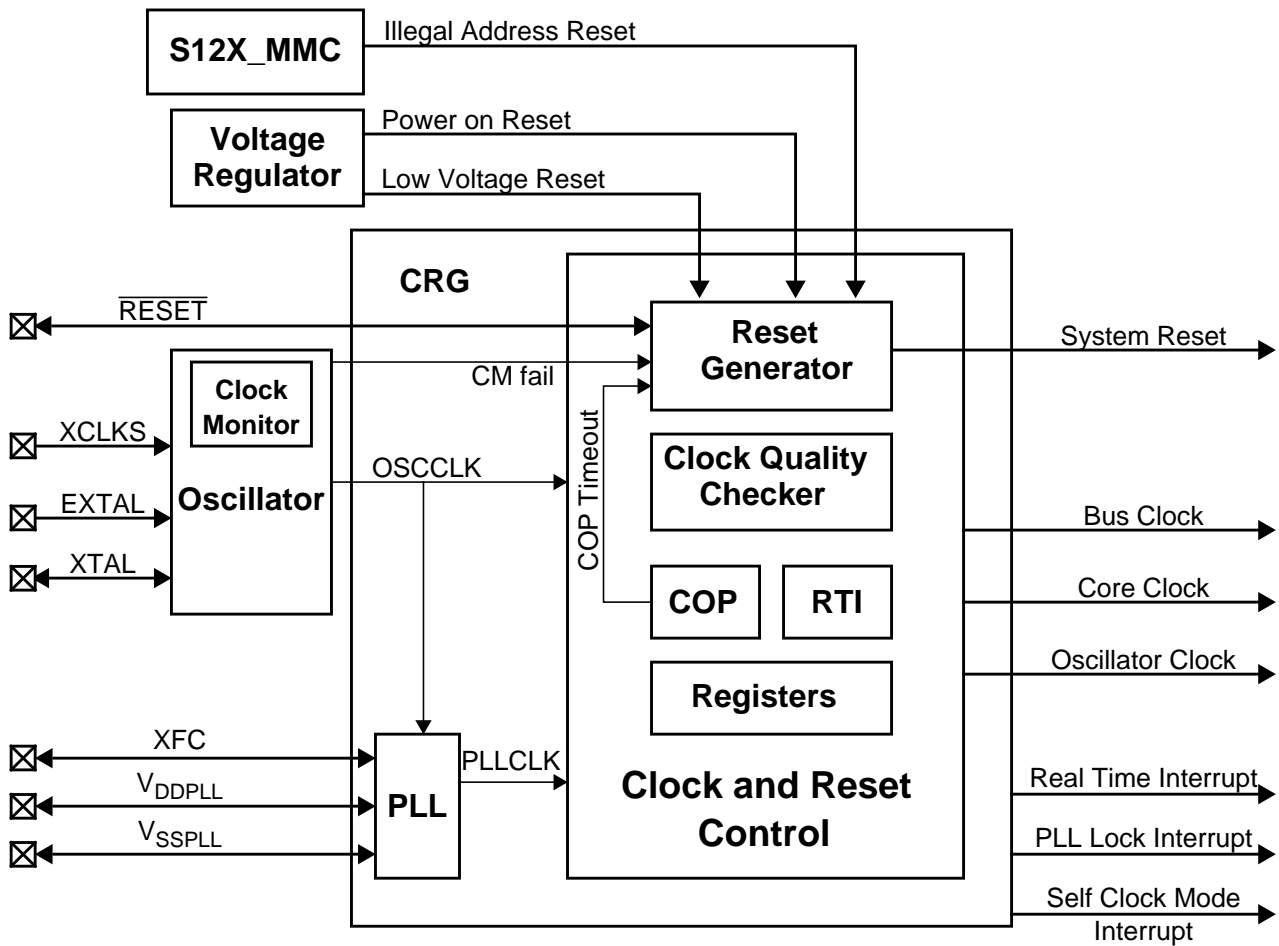 S12X_MMC
Illegal Address Reset
Voltage
Regulator
Power on Reset
Low Voltage Reset
CRG
RESET
Reset
Generator
System Reset
CM fail
Clock
Monitor
XCLKS
OSCCLK
COP Timeout
Clock Quality
Checker
EXTAL
Oscillator
Bus Clock
XTAL
COP
RTI
Core Clock
Registers
Oscillator Clock
XFC
PLLCLK
VDDPLL
PLL
VSSPLL
Clock and Reset
Control
Real Time Interrupt
PLL Lock Interrupt
Self Clock Mode
Interrupt